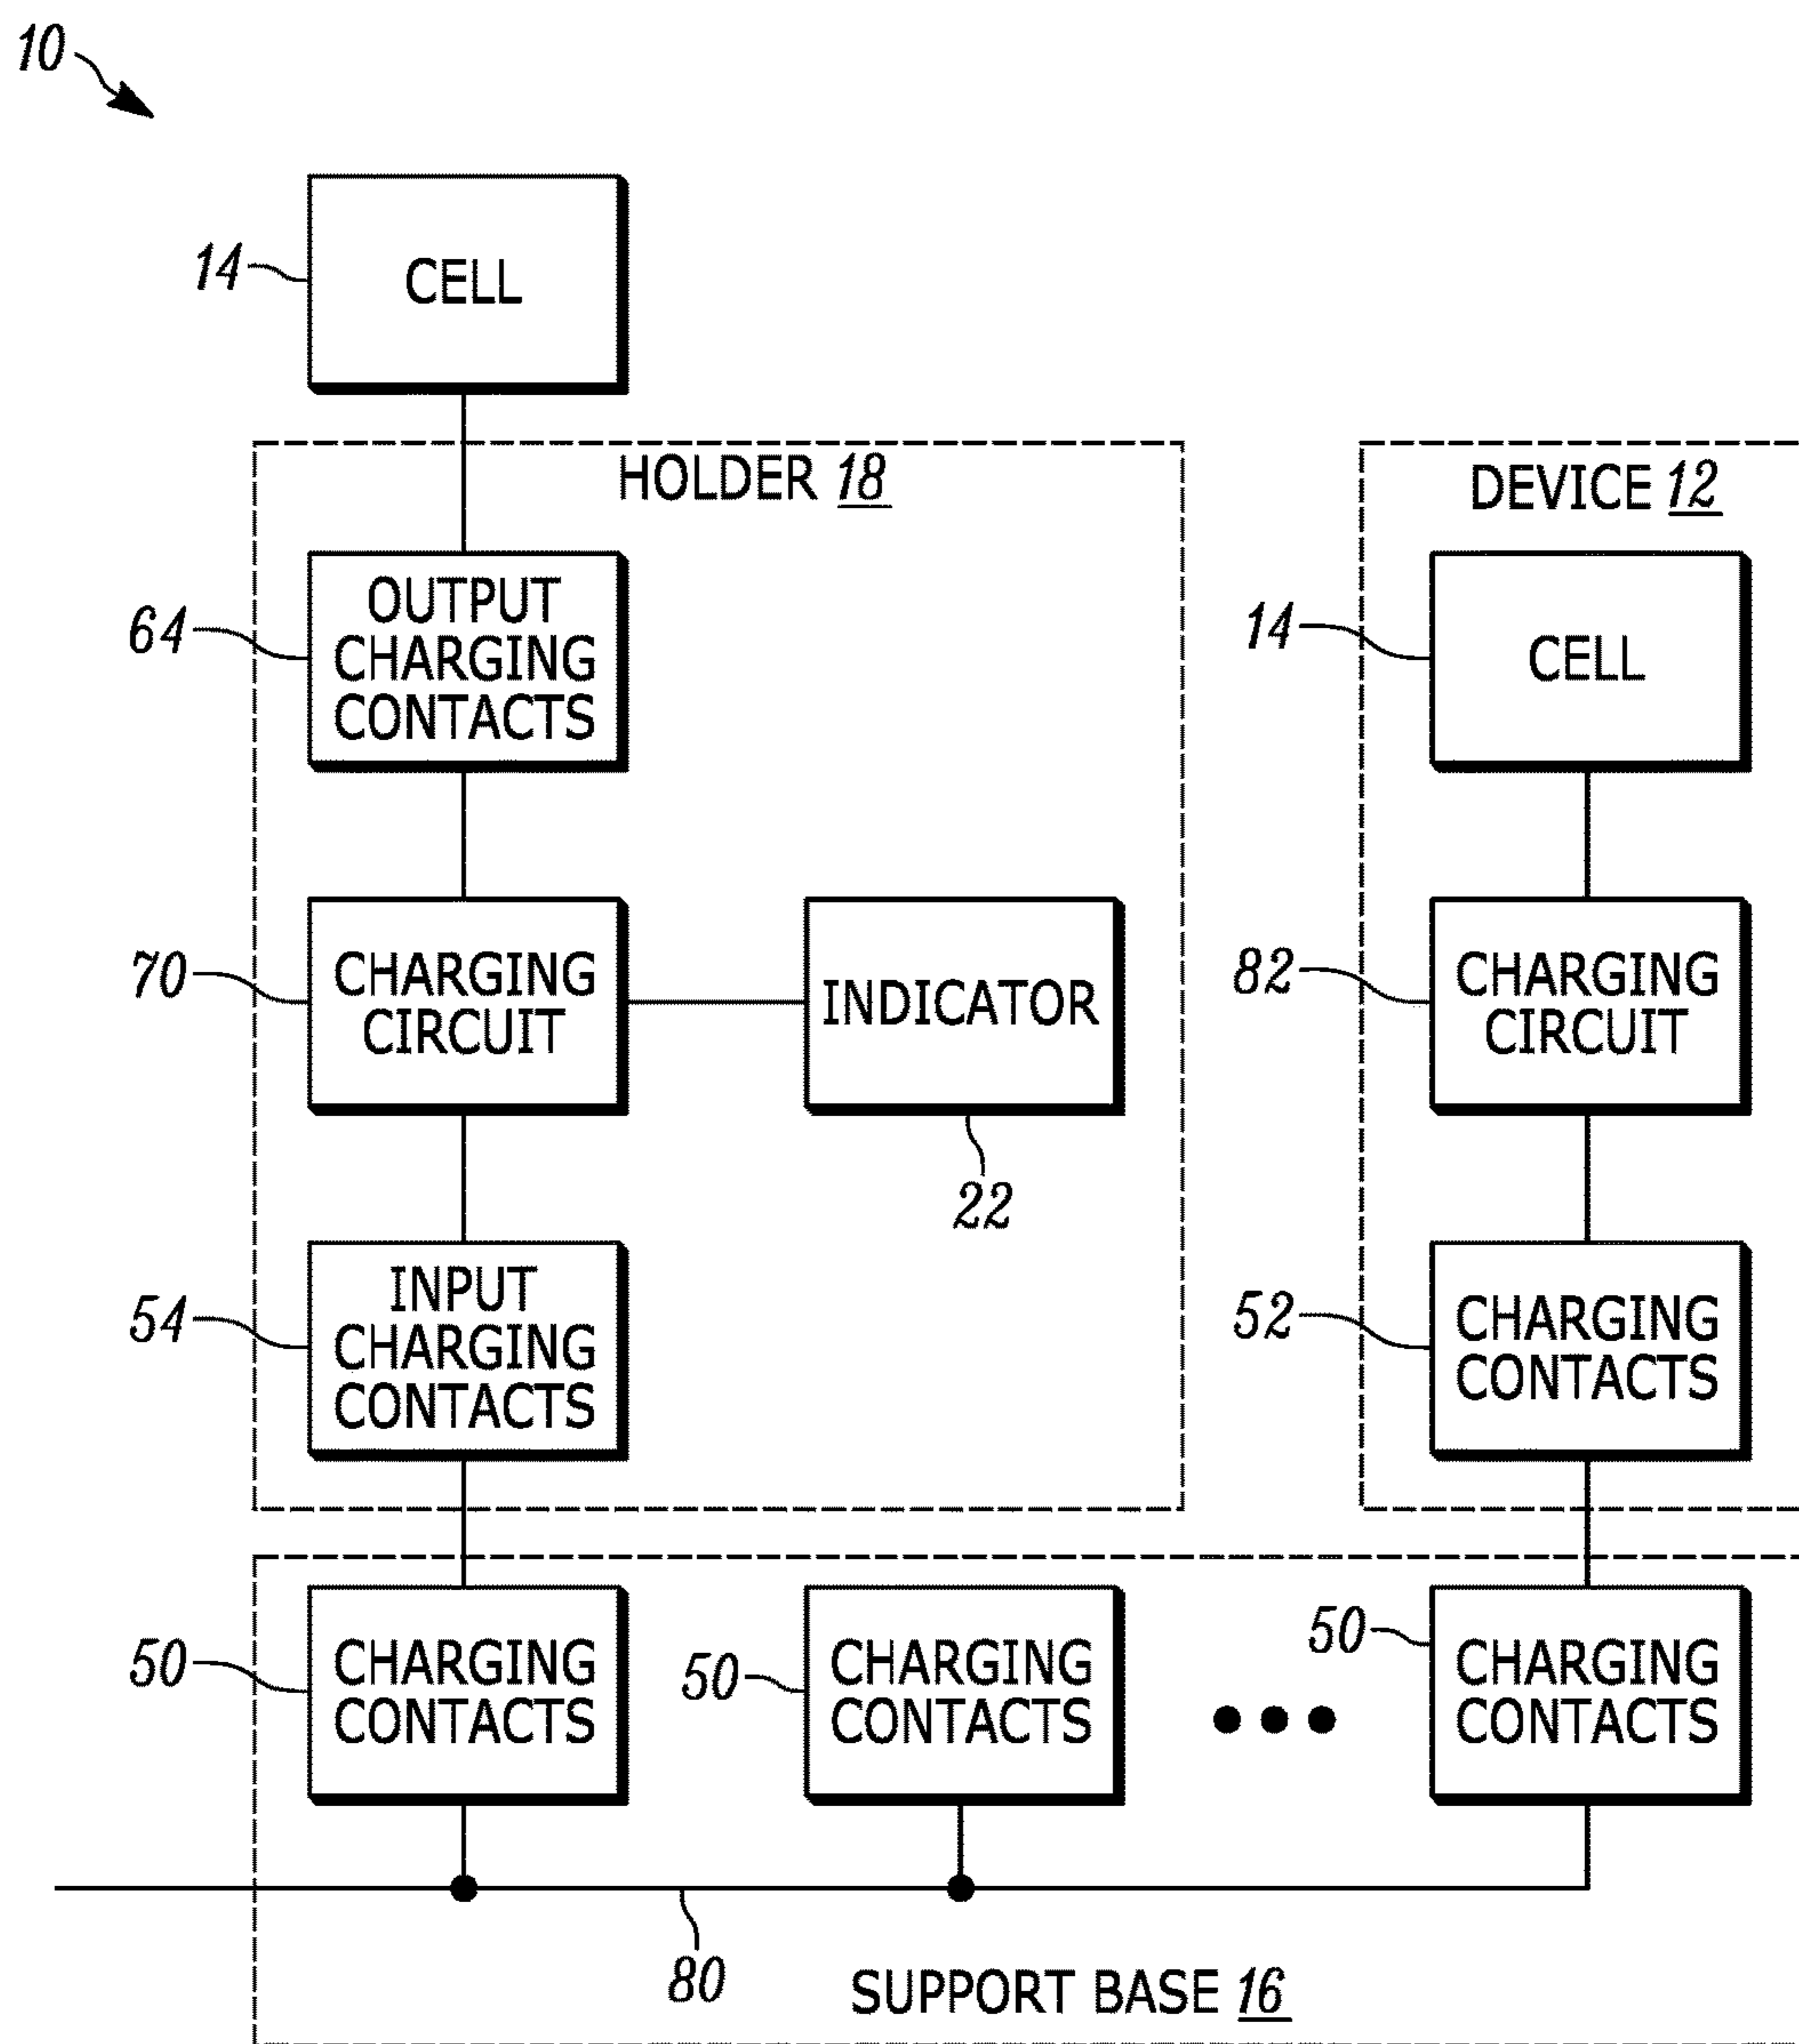 10
14
CELL
HOLDER 18
DEVICE 12
64
OUTPUT
CHARGING
CONTACTS
14
CELL
70
CHARGING
CIRCUIT
INDICATOR
22
82
CHARGING
CIRCUIT
54
INPUT
CHARGING
CONTACTS
52
CHARGING
CONTACTS
50
CHARGING
CONTACTS
50
CHARGING
CONTACTS
50
CHARGING
CONTACTS
80
SUPPORT BASE 16